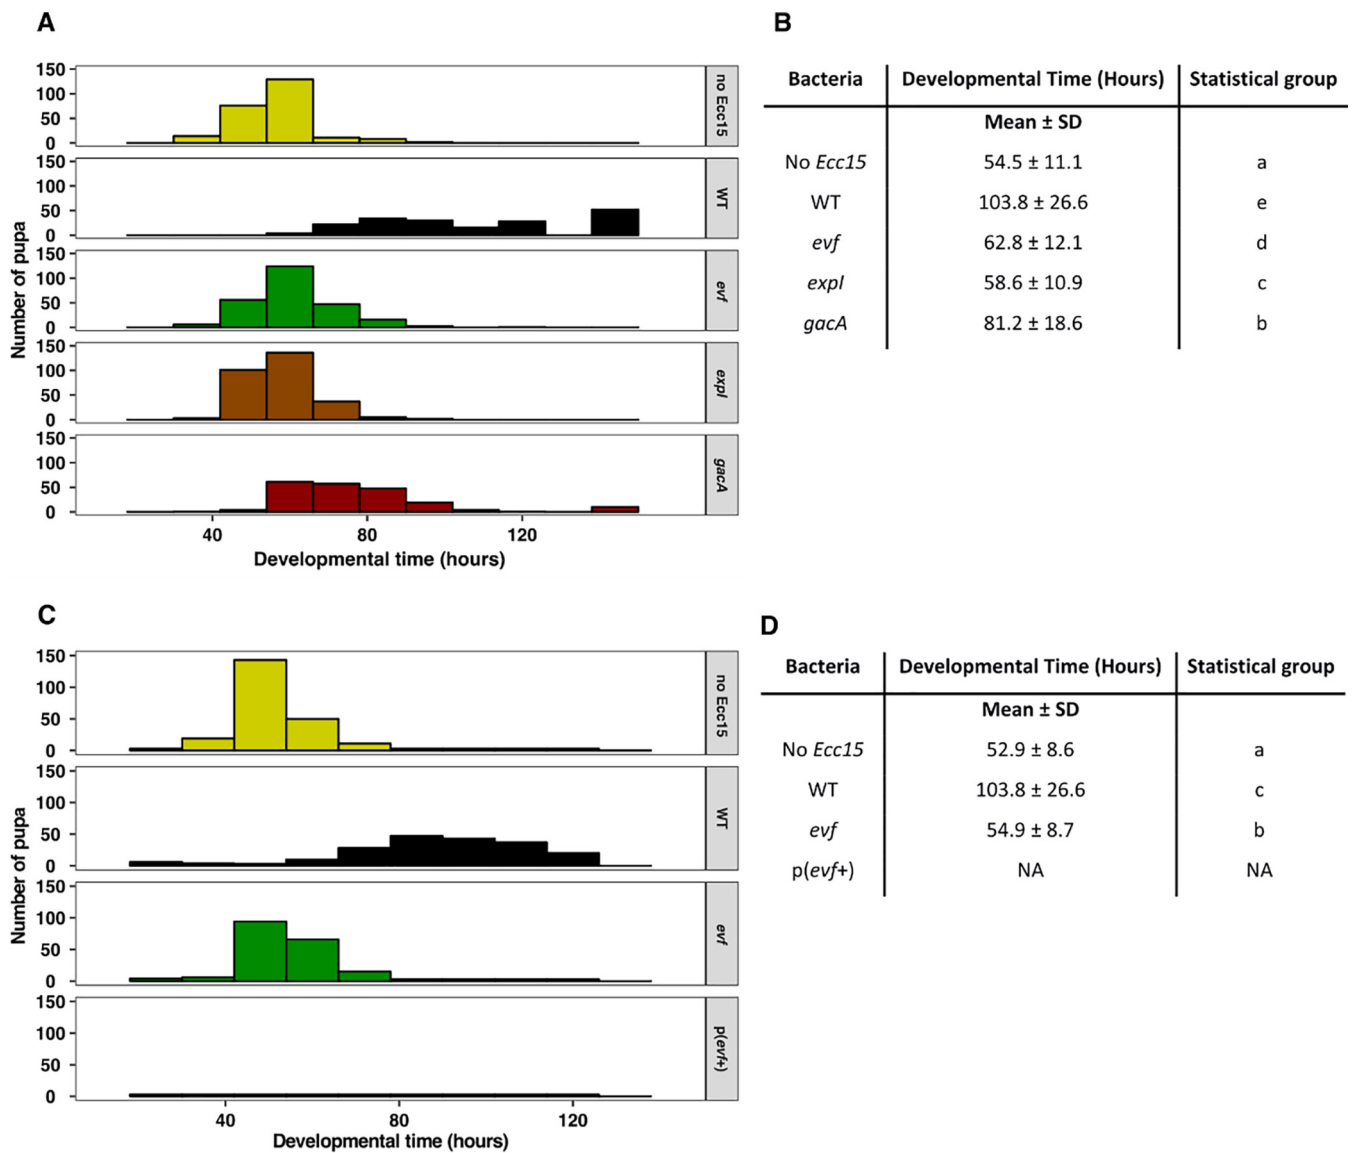 A
150
100
50
0
no Ecc15
150
100
50
0
WT
150
100
50
0
evf
150
100
50
0
expI
150
100
50
0
gacA
Number of pupa
40 80 120
Developmental time (hours)
B
Bacteria Developmental Time (Hours) Statistical group
Mean ± SD
No Ecc15 54.5 ± 11.1 a
WT 103.8 ± 26.6 e
evf 62.8 ± 12.1 d
expI 58.6 ± 10.9 c
gacA 81.2 ± 18.6 b
C
150
100
50
0
no Ecc15
150
100
50
0
WT
150
100
50
0
evf
150
100
50
0
p(evf+)
Number of pupa
40 80 120
Developmental time (hours)
D
Bacteria Developmental Time (Hours) Statistical group
Mean ± SD
No Ecc15 52.9 ± 8.6 a
WT 103.8 ± 26.6 c
evf 54.9 ± 8.7 b
p(evf+) NA NA